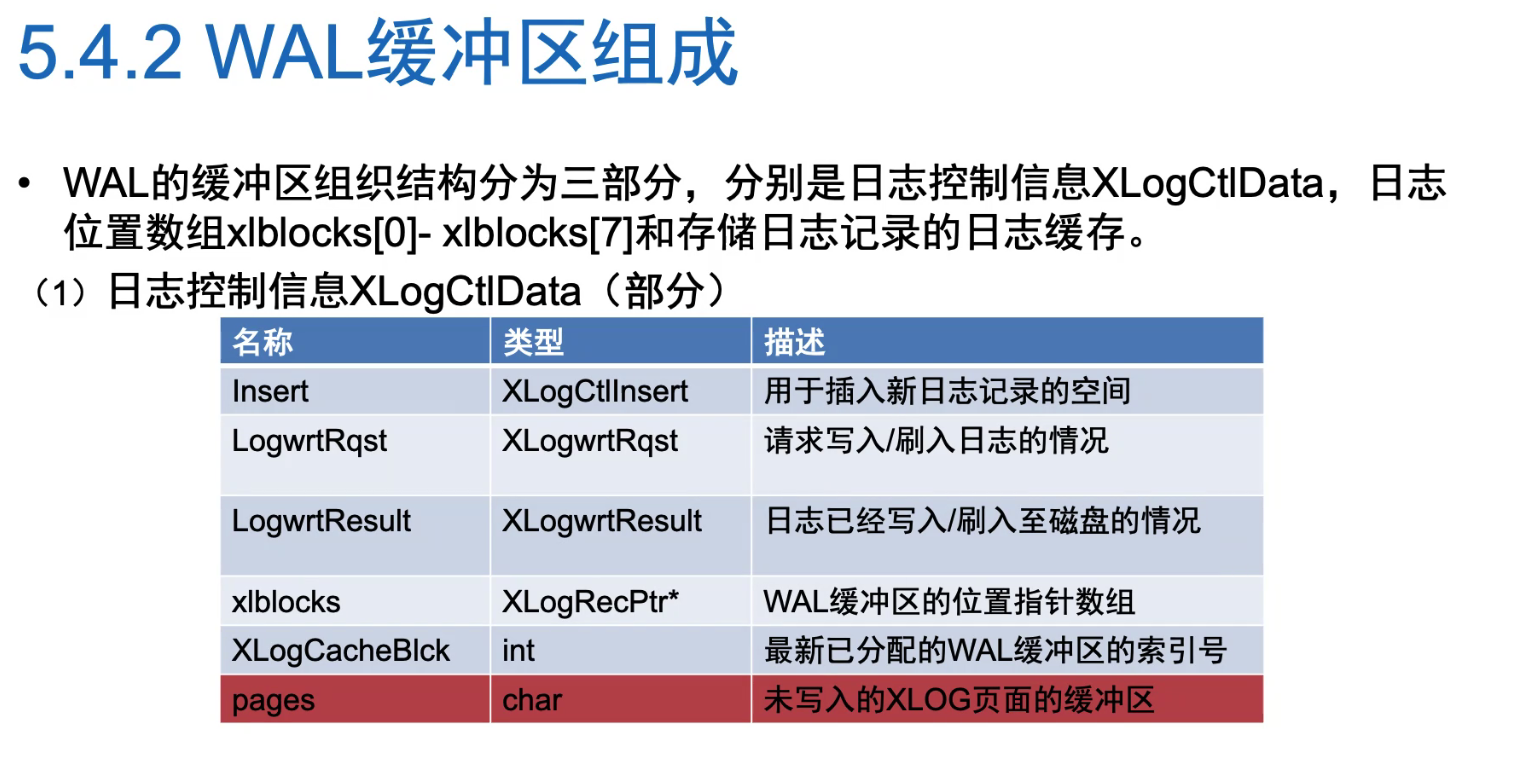 5.4.2 WAL缓冲区组成
• WAL的缓冲区组织结构分为三部分，分别是日志控制信息XLogCtlData，日志
位置数组xlblocks[0]- xlblocks[7]和存储日志记录的日志缓存。
（1）日志控制信息XLogCtlData（部分）
名称 类型 描述
Insert XLogCtlInsert 用于插入新日志记录的空间
LogwrtRqst XLogwrtRqst 请求写入/刷入日志的情况
LogwrtResult XLogwrtResult 日志已经写入/刷入至磁盘的情况
xlblocks XLogRecPtr* WAL缓冲区的位置指针数组
XLogCacheBlck int 最新已分配的WAL缓冲区的索引号
pages char 未写入的XLOG页面的缓冲区